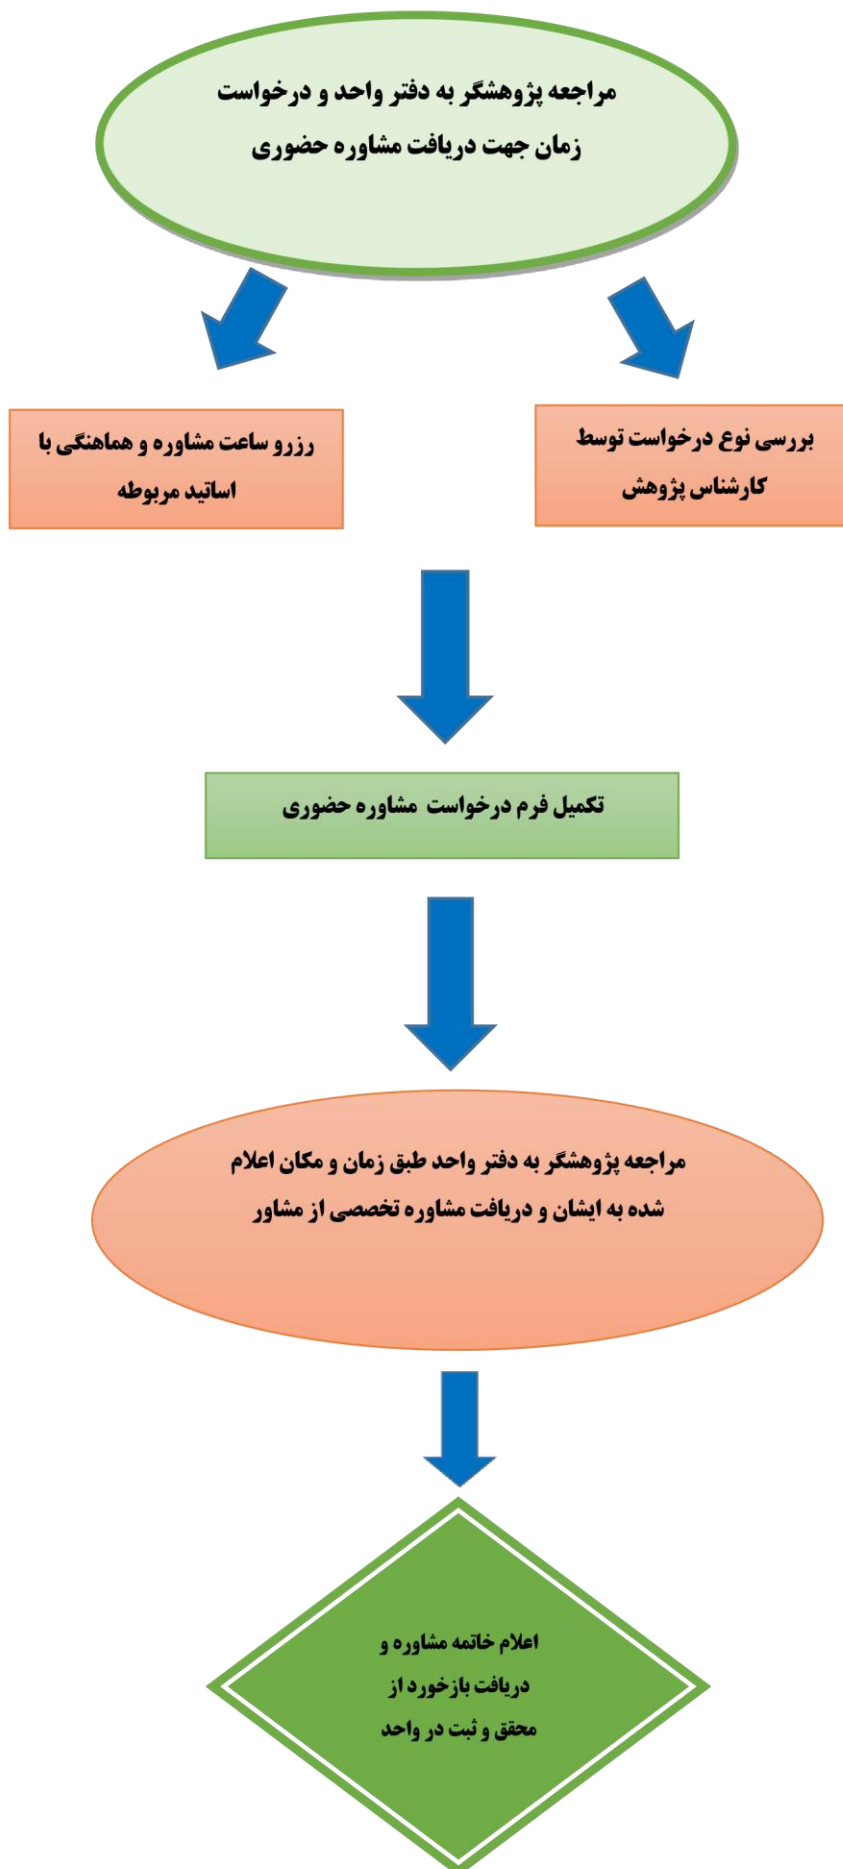 مراجعه پژوهشگر به دفتر واحد و درخواست
زمان جهت دریافت مشاوره حضوری
بررسی نوع درخواست توسط
کارشناس پژوهش
رزرو ساعت مشاوره و هماهنگی با
اساتید مربوطه
تکمیل فرم درخواست مشاوره حضوری
مراجعه پژوهشگر به دفتر واحد طبق زمان و مکان اعلام
شده به ایشان و دریافت مشاوره تخصصی از مشاور
اعلام خاتمه مشاوره و
دریافت بازخورد از
محقق و ثبت در واحد